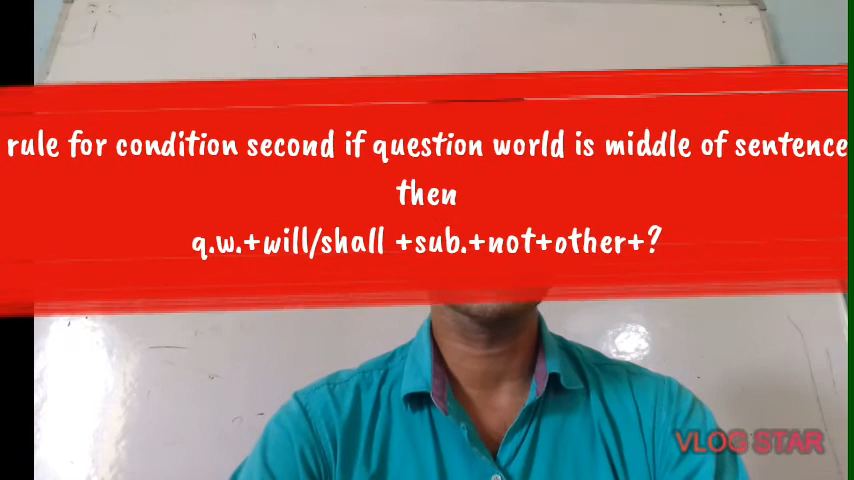 rule for condition second if question world is middle of sentence
then
q.w.+will/shall +sub.+not+other+?
VLOG STAR